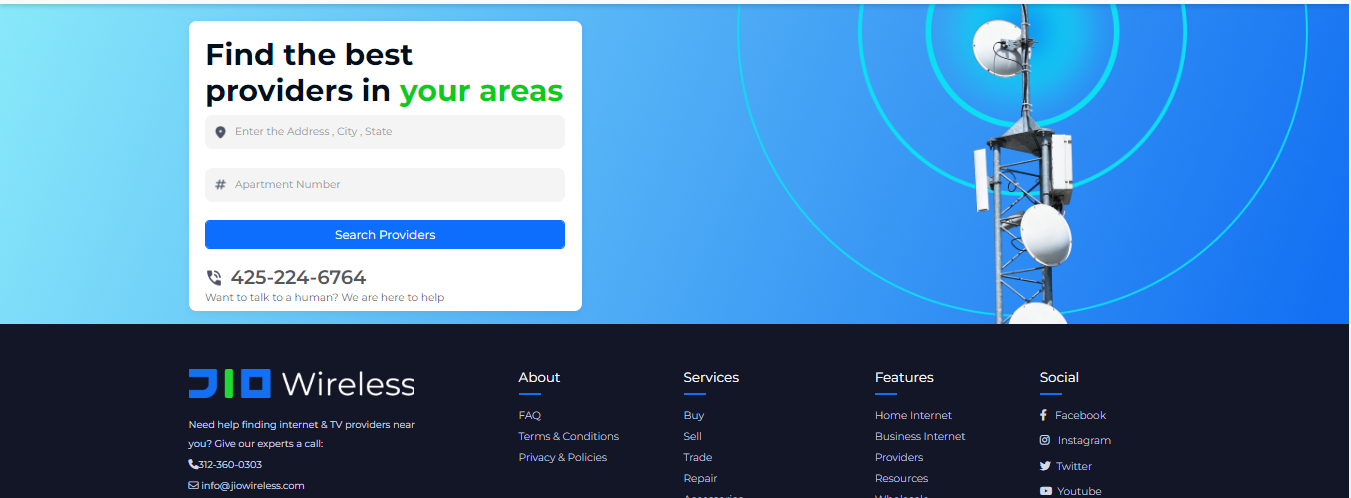 Find the best
providers in your areas
Enter the Address , City , State
Apartment Number
Search Providers
425-224-6764
Want to talk to a human? We are here to help
JIO Wireless
Need help finding internet & TV providers near
you? Give our experts a call:
312-360-0303
info@jiowireless.com
About
FAQ
Terms & Conditions
Privacy & Policies
Services
Buy
Sell
Trade
Repair
Features
Home Internet
Business Internet
Providers
Resources
Social
Facebook
Instagram
Twitter
Youtube